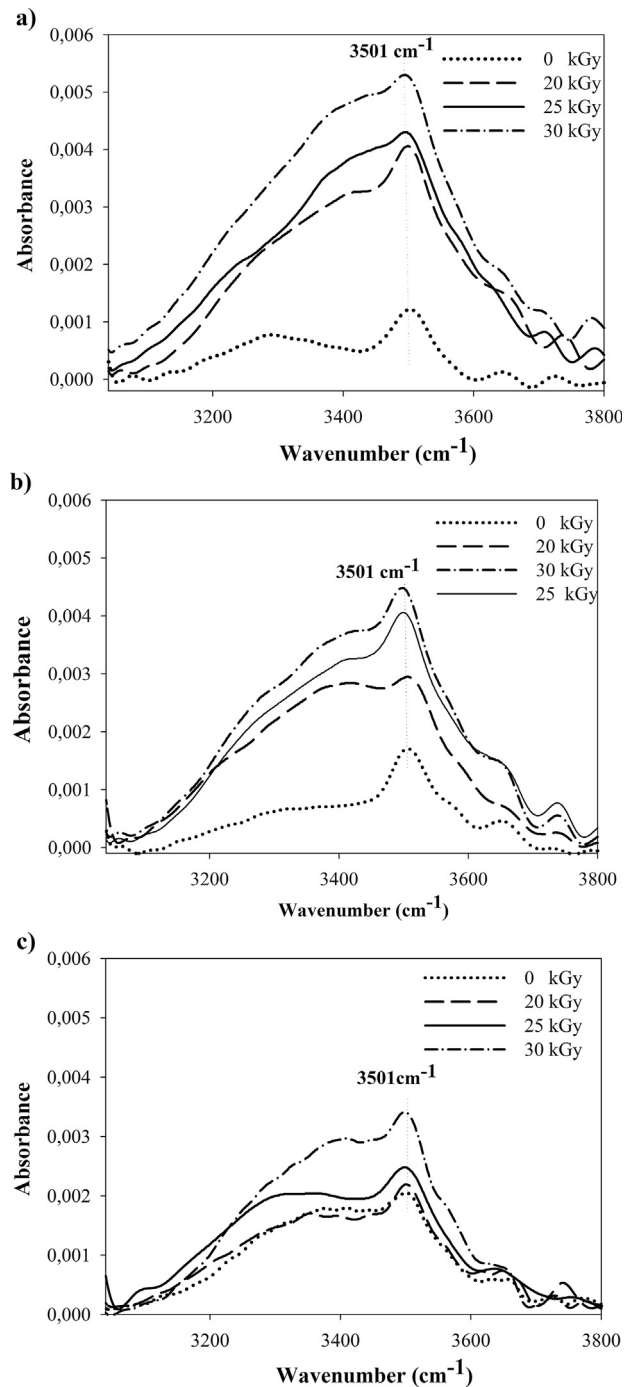 a)
0,006
0,005
0,004
0,003
0,002
0,001
0,000
Absorbance
3501 cm-1
0 kGy
20 kGy
25 kGy
30 kGy
3200 3400 3600 3800
Wavenumber (cm-1)
b)
0,006
0,005
0,004
0,003
0,002
0,001
0,000
Absorbance
3501 cm-1
0 kGy
20 kGy
30 kGy
25 kGy
3200 3400 3600 3800
Wavenumber (cm-1)
c)
0,006
0,005
0,004
0,003
0,002
0,001
0,000
Absorbance
3501cm-1
0 kGy
20 kGy
25 kGy
30 kGy
3200 3400 3600 3800
Wavenumber (cm-1)